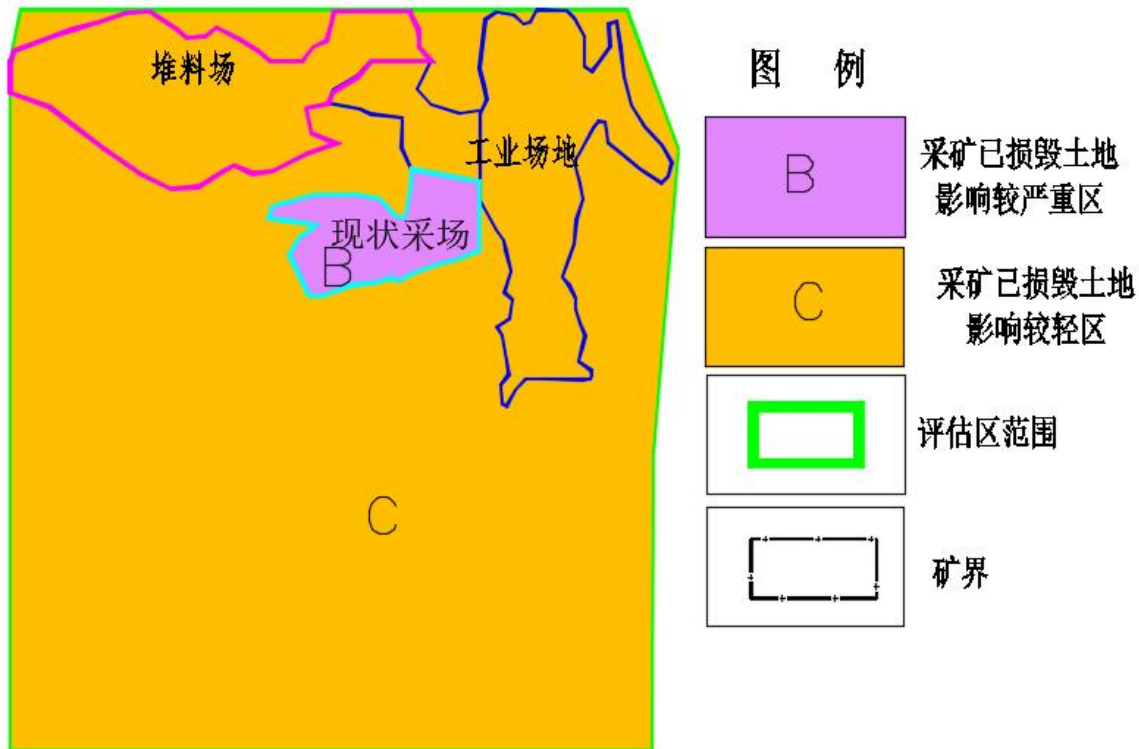 堆料场
工业场地
现状采场
B
C
图 例
B
采矿已损毁土地
影响较严重区
C
采矿已损毁土地
影响较轻区
评估区范围
矿界